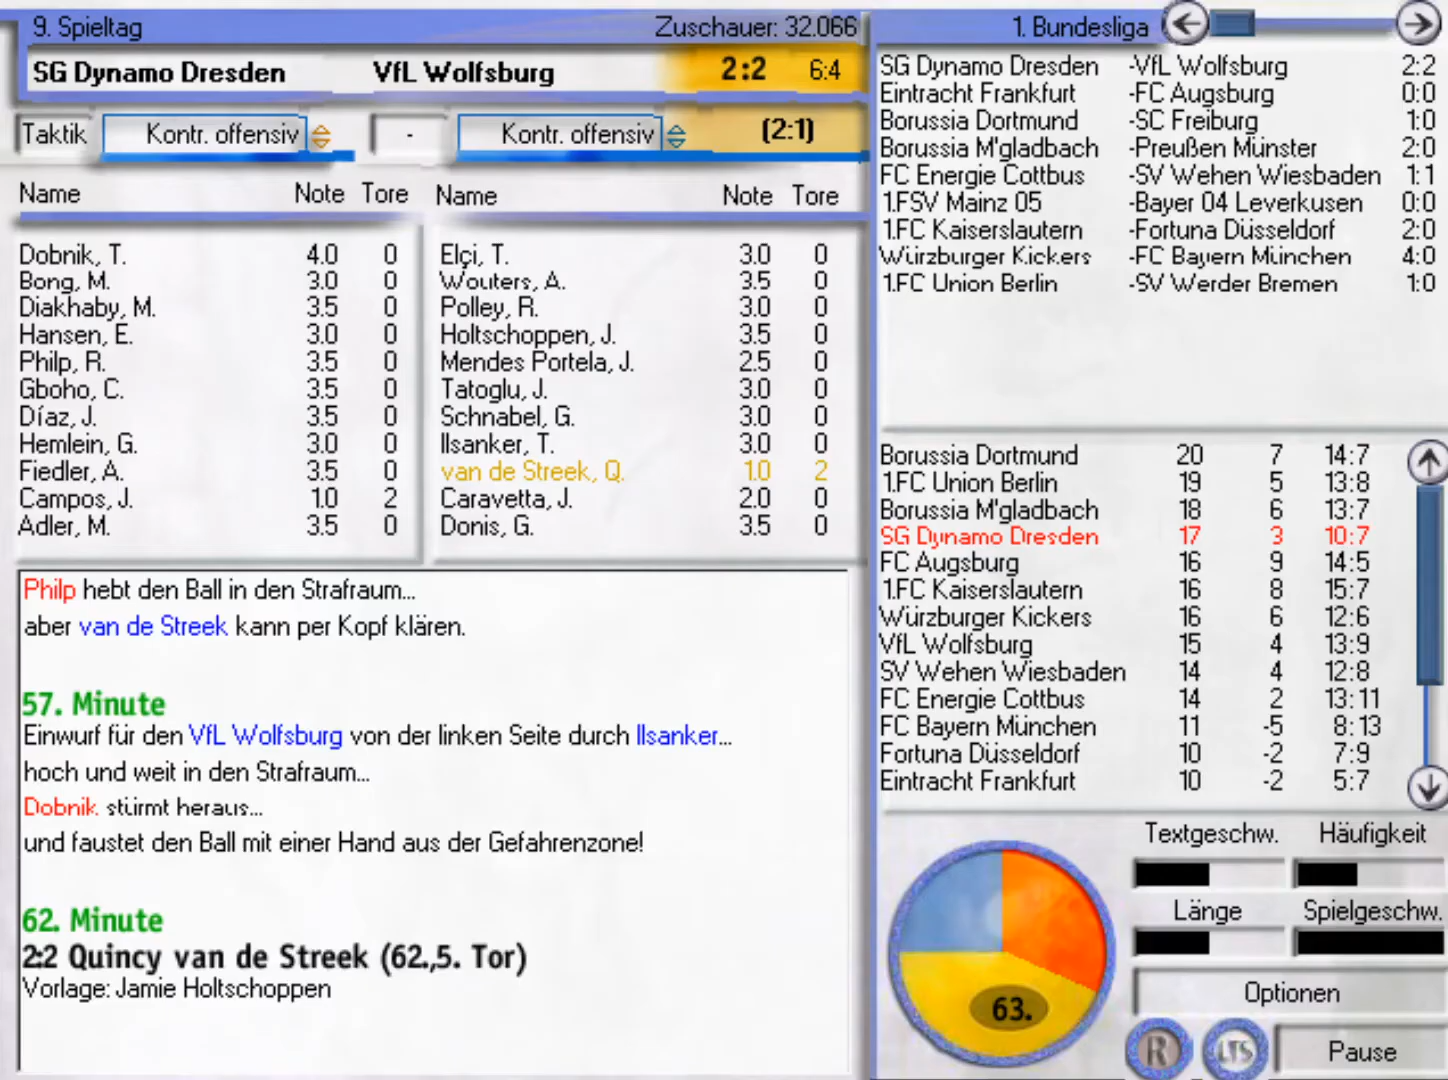 9. Spieltag Zuschauer: 32.066
SG Dynamo Dresden VfL Wolfsburg 2:2 6:4
Taktik Kontr. offensiv - Kontr. offensiv (2:1)
Name Note Tore Name Note Tore
Dobnik, T. 4.0 0 Elçi, T. 3.0 0
Bong, M. 3.0 0 Wouters, A. 3.5 0
Diakhaby, M. 3.5 0 Polley, R. 3.0 0
Hansen, E. 3.0 0 Holtschoppen, J. 3.5 0
Philp, R. 3.5 0 Mendes Portela, J. 2.5 0
Gboho, C. 3.5 0 Tatoglu, J. 3.0 0
Díaz, J. 3.5 0 Schnabel, G. 3.0 0
Hemlein, G. 3.0 0 Ilsanker, T. 3.0 0
Fiedler, A. 3.5 0 van de Streek, Q. 1.0 2
Campos, J. 1.0 2 Caravetta, J. 2.0 0
Adler, M. 3.5 0 Donis, G. 3.5 0
Philp hebt den Ball in den Strafraum...
aber van de Streek kann per Kopf klären.
57. Minute
Einwurf für den VfL Wolfsburg von der linken Seite durch Ilsanker...
hoch und weit in den Strafraum...
Dobnik. stürmt heraus...
und faustet den Ball mit einer Hand aus der Gefahrenzone!
62. Minute
2:2 Quincy van de Streek (62.,5. Tor)
Vorlage: Jamie Holtschoppen
1. Bundesliga
SG Dynamo Dresden -VfL Wolfsburg 2:2
Eintracht Frankfurt -FC Augsburg 0:0
Borussia Dortmund -SC Freiburg 1:0
Borussia M'gladbach -Preußen Münster 2:0
FC Energie Cottbus -SV Wehen Wiesbaden 1:1
1.FSV Mainz 05 -Bayer 04 Leverkusen 0:0
1.FC Kaiserslautern -Fortuna Düsseldorf 2:0
Würzburger Kickers -FC Bayern München 4:0
1.FC Union Berlin -SV Werder Bremen 1:0
Borussia Dortmund 20 7 14:7
1.FC Union Berlin 19 5 13:8
Borussia M'gladbach 18 6 13:7
SG Dynamo Dresden 17 3 10:7
FC Augsburg 16 9 14:5
1.FC Kaiserslautern 16 8 15:7
Würzburger Kickers 16 6 12:6
VfL Wolfsburg 15 4 13:9
SV Wehen Wiesbaden 14 4 12:8
FC Energie Cottbus 14 2 13:11
FC Bayern München 11 -5 8:13
Fortuna Düsseldorf 10 -2 7:9
Eintracht Frankfurt 10 -2 5:7
Textgeschw. Häufigkeit
Länge Spielgeschw.
63.
Optionen
R LTS Pause